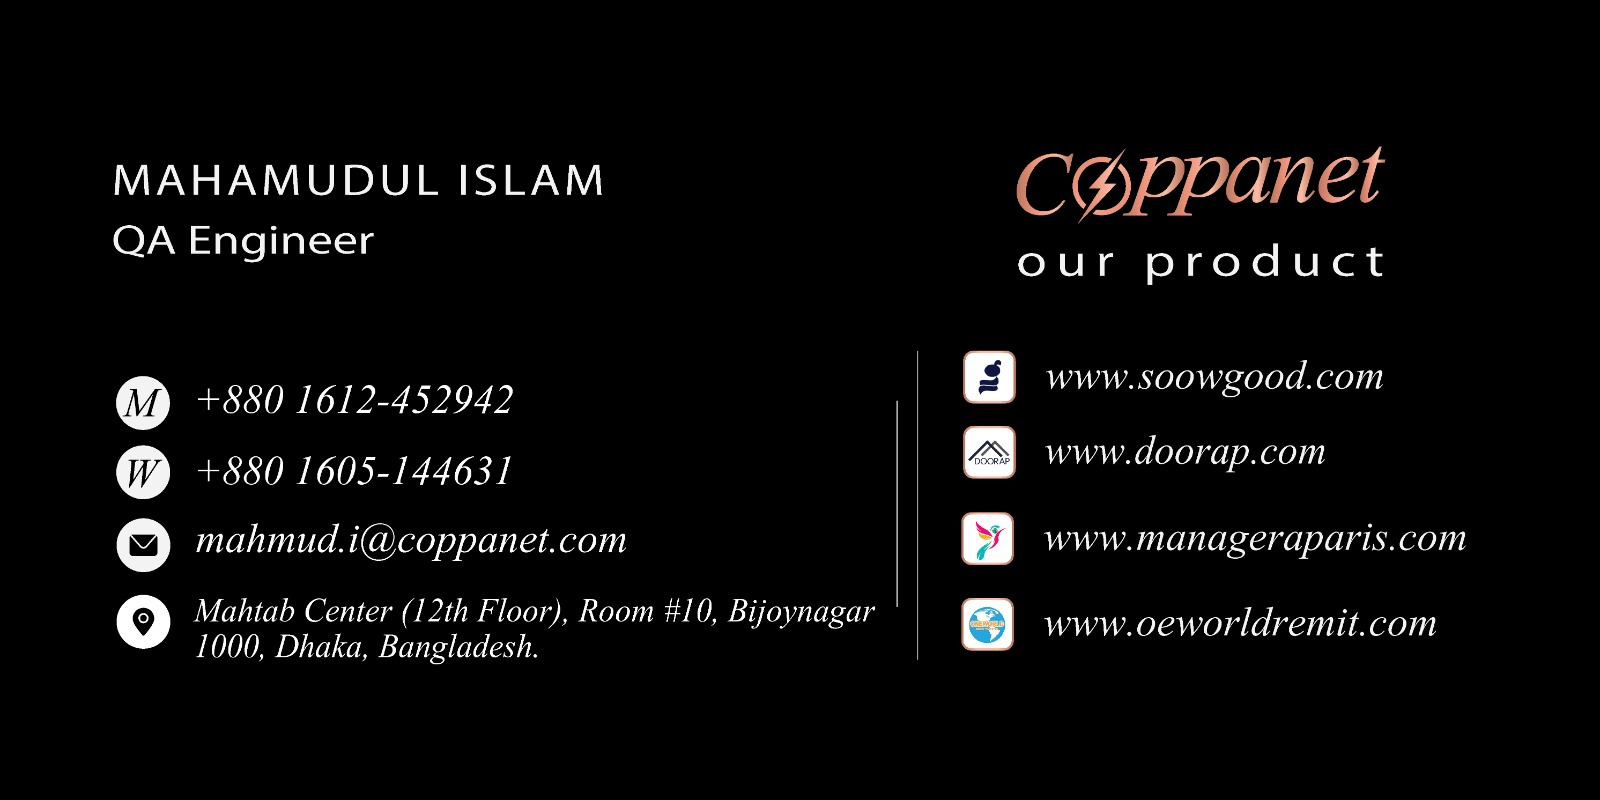 MAHAMUDUL ISLAM
QA Engineer
M +880 1612-452942
W +880 1605-144631
mahmud.i@coppanet.com
Mahtab Center (12th Floor), Room #10, Bijoynagar
1000, Dhaka, Bangladesh.
Coppanet
our product
www.soowgood.com
DOORAP
www.doorap.com
www.manageraparis.com
www.oeworldremit.com